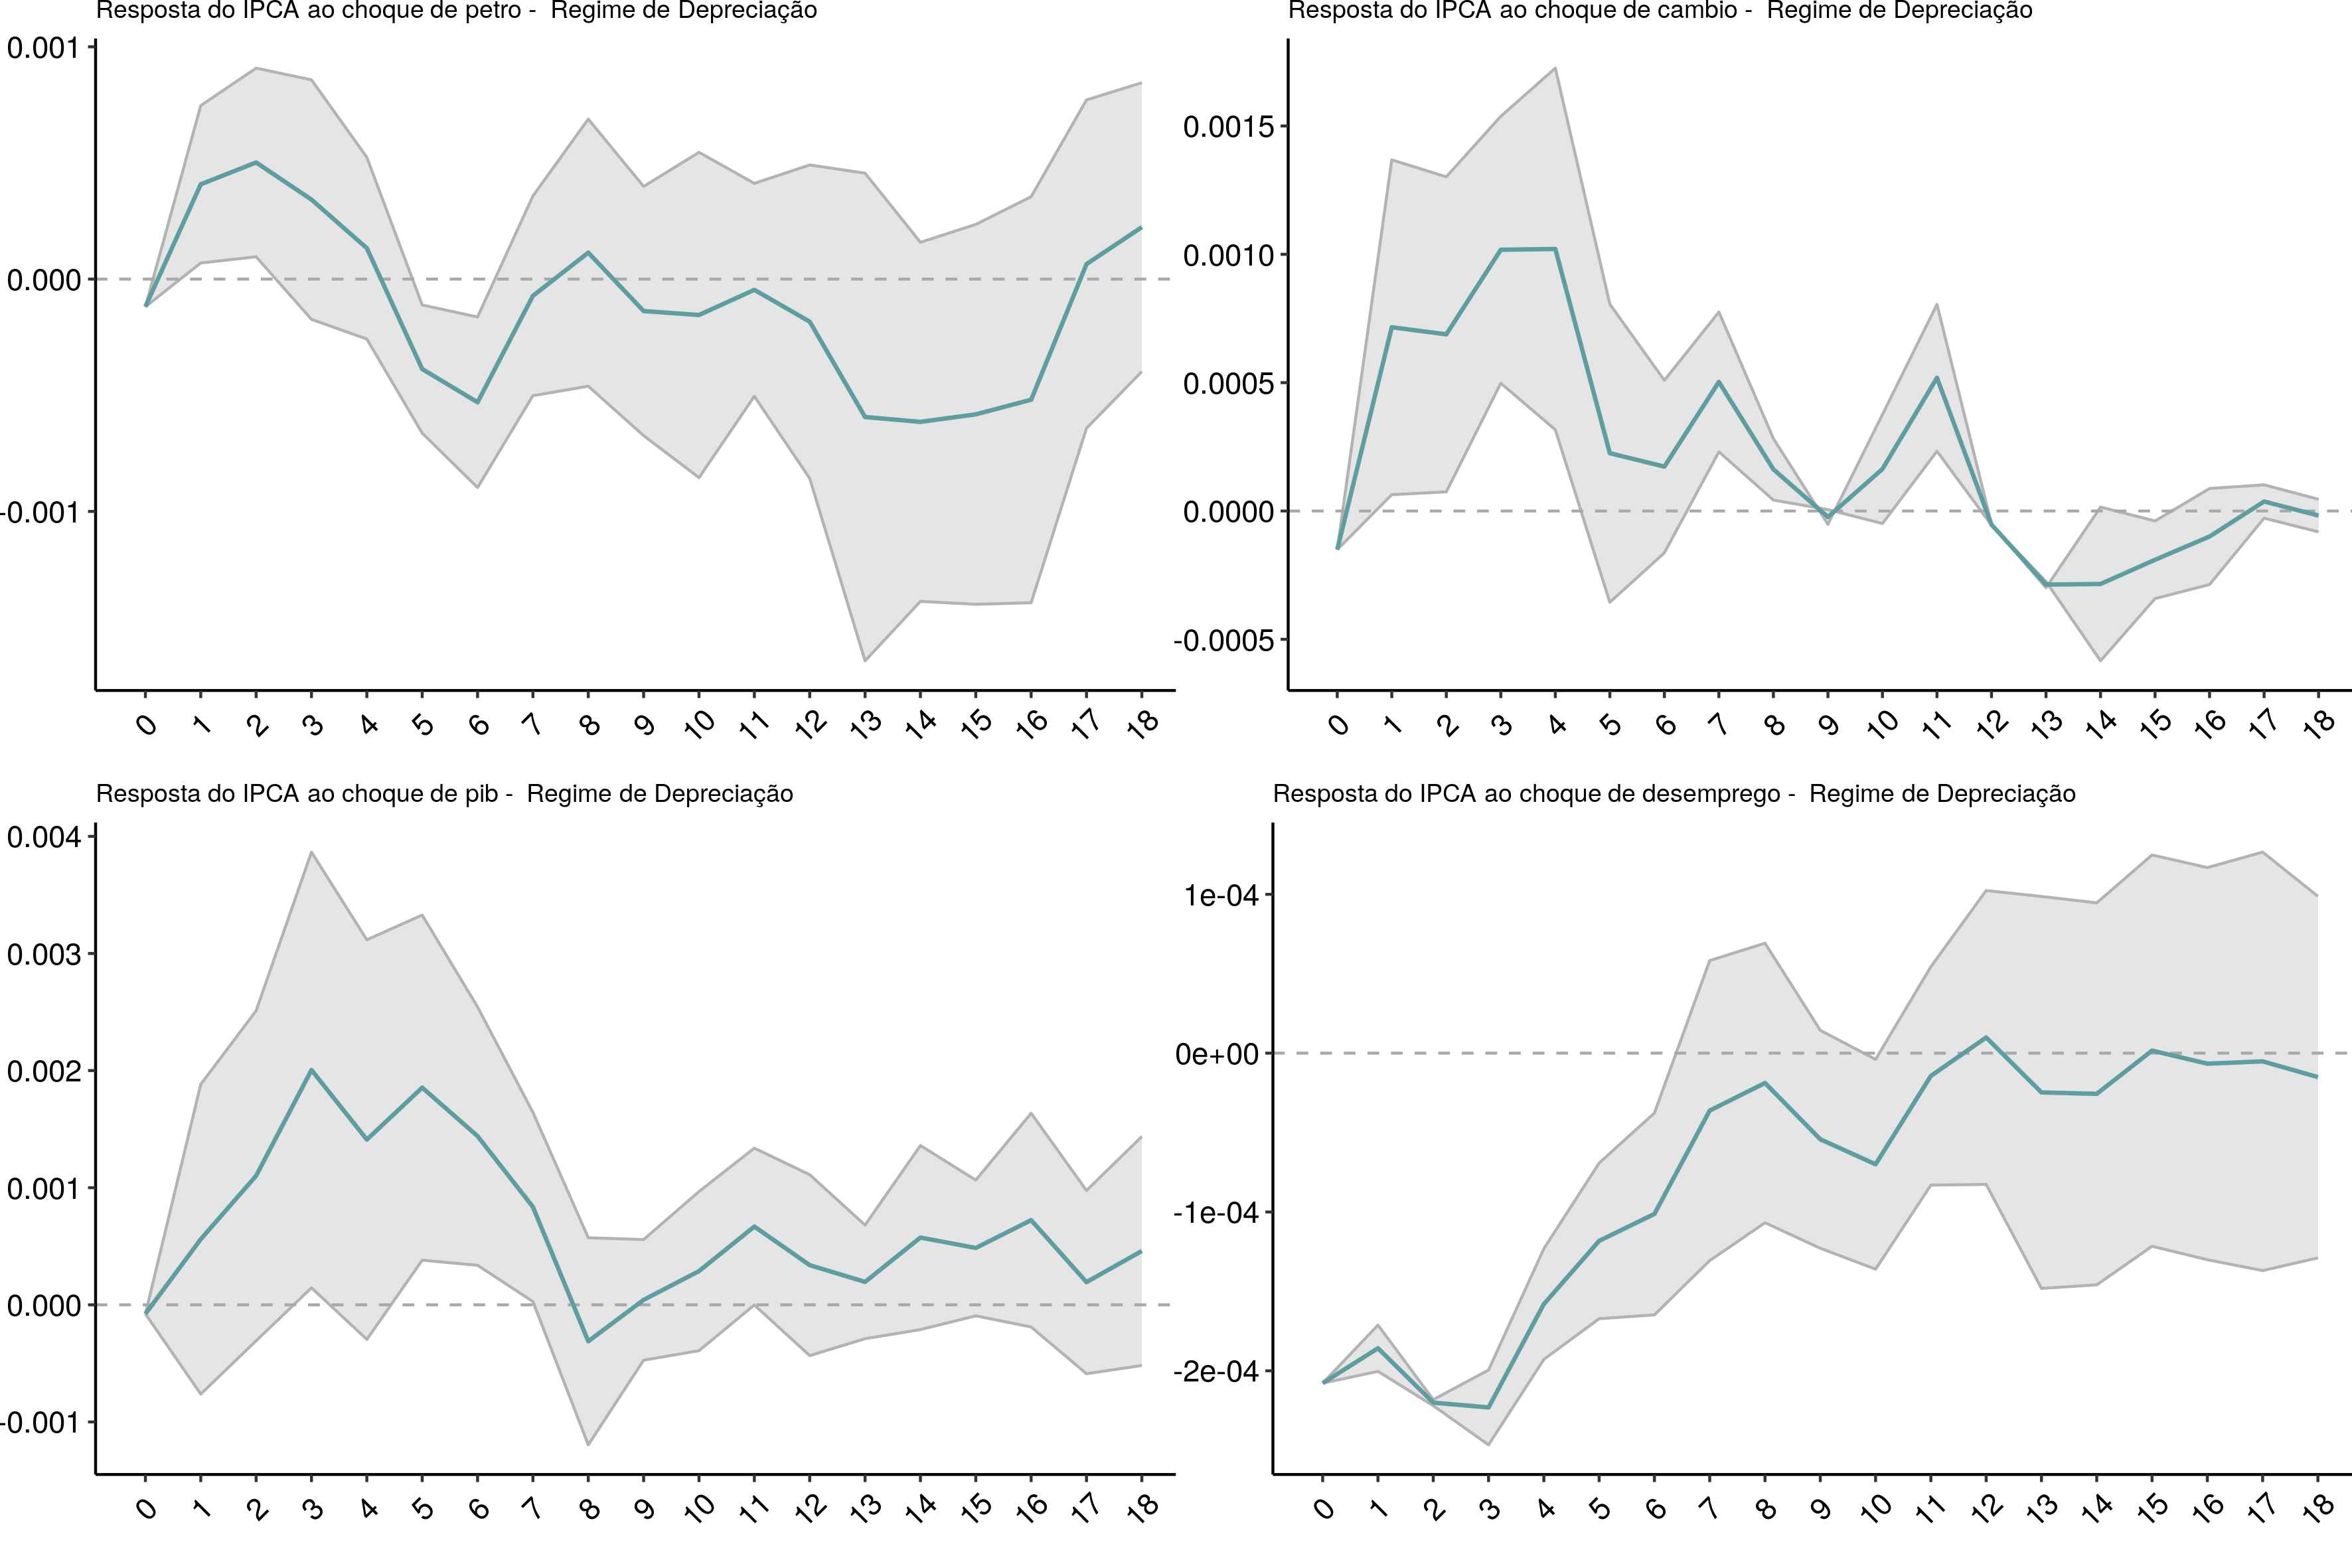 Resposta do IPCA ao choque de petro -  Regime de Depreciação
0.001
0.000
-0.001
0 1 2 3 4 5 6 7 8 9 10 11 12 13 14 15 16 17 18
Resposta do IPCA ao choque de cambio -  Regime de Depreciação
0.0015
0.0010
0.0005
0.0000
-0.0005
0 1 2 3 4 5 6 7 8 9 10 11 12 13 14 15 16 17 18
Resposta do IPCA ao choque de pib -  Regime de Depreciação
0.004
0.003
0.002
0.001
0.000
-0.001
0 1 2 3 4 5 6 7 8 9 10 11 12 13 14 15 16 17 18
Resposta do IPCA ao choque de desemprego -  Regime de Depreciação
1e-04
0e+00
-1e-04
-2e-04
0 1 2 3 4 5 6 7 8 9 10 11 12 13 14 15 16 17 18